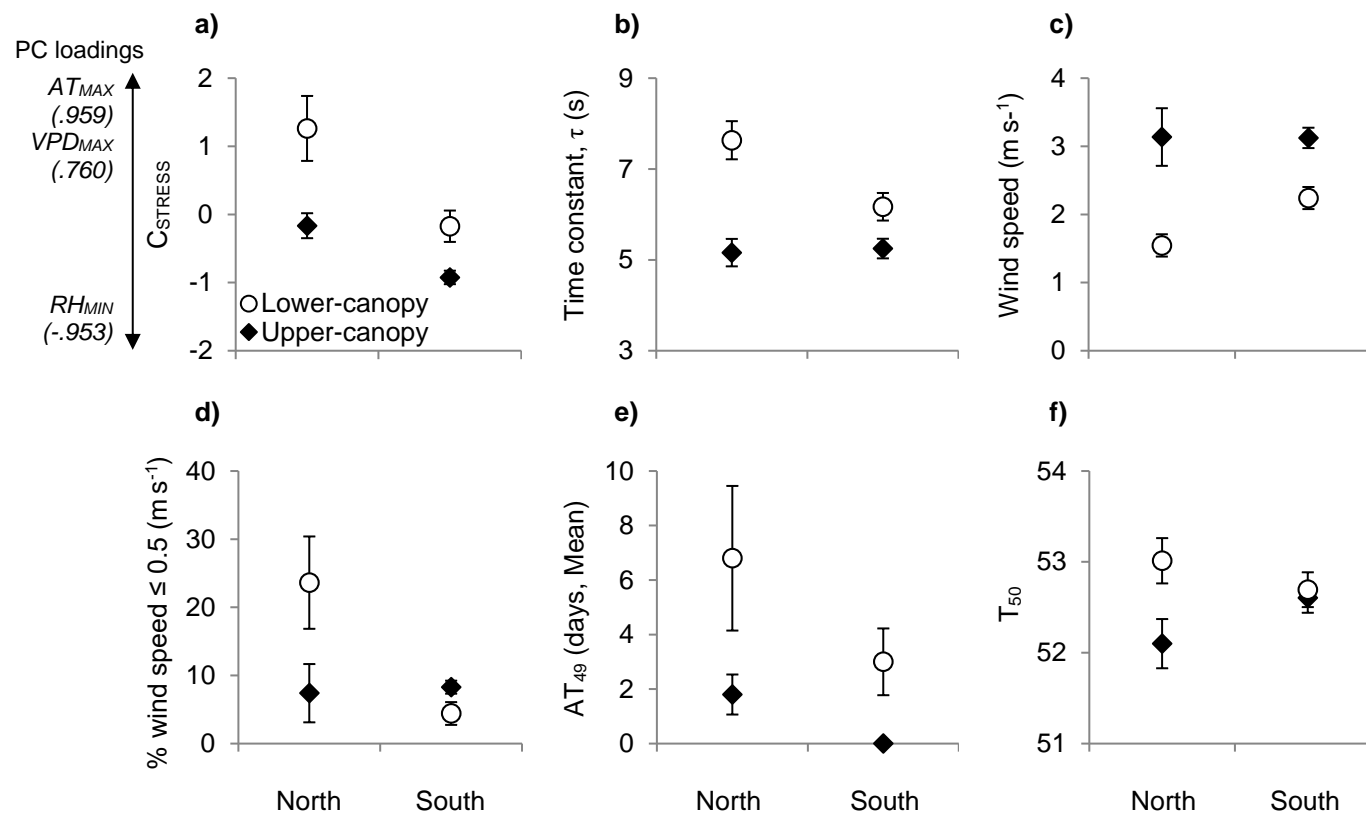 PC loadings
AT_MAX
(.959)
VPD_MAX
(.760)
RH_MIN
(-.953)
a)
C_STRESS
2
1
0
-1
-2
Lower-canopy
Upper-canopy
b)
Time constant, τ (s)
9
7
5
3
c)
Wind speed (m s-¹)
4
3
2
1
0
d)
% wind speed ≤ 0.5 (m s⁻¹)
40
30
20
10
0
North South
e)
AT₄₉ (days, Mean)
10
8
6
4
2
0
North South
f)
T₅₀
54
53
52
51
North South